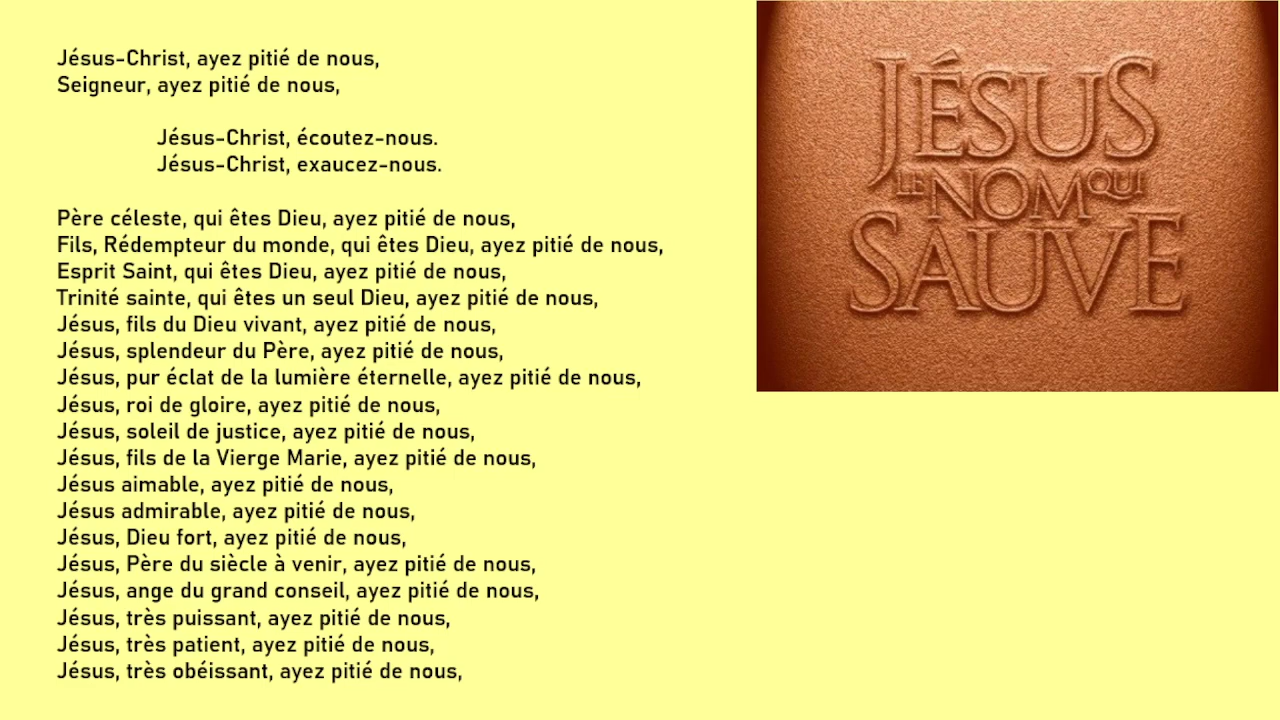 Jésus-Christ, ayez pitié de nous,
Seigneur, ayez pitié de nous,
Jésus-Christ, écoutez-nous.
Jésus-Christ, exaucez-nous.
Père céleste, qui êtes Dieu, ayez pitié de nous,
Fils, Rédempteur du monde, qui êtes Dieu, ayez pitié de nous,
Esprit Saint, qui êtes Dieu, ayez pitié de nous,
Trinité sainte, qui êtes un seul Dieu, ayez pitié de nous,
Jésus, fils du Dieu vivant, ayez pitié de nous,
Jésus, splendeur du Père, ayez pitié de nous,
Jésus, pur éclat de la lumière éternelle, ayez pitié de nous,
Jésus, roi de gloire, ayez pitié de nous,
Jésus, soleil de justice, ayez pitié de nous,
Jésus, fils de la Vierge Marie, ayez pitié de nous,
Jésus aimable, ayez pitié de nous,
Jésus admirable, ayez pitié de nous,
Jésus, Dieu fort, ayez pitié de nous,
Jésus, Père du siècle à venir, ayez pitié de nous,
Jésus, ange du grand conseil, ayez pitié de nous,
Jésus, très puissant, ayez pitié de nous,
Jésus, très patient, ayez pitié de nous,
Jésus, très obéissant, ayez pitié de nous,
JÉSUS
LE NOM QUI
SAUVE